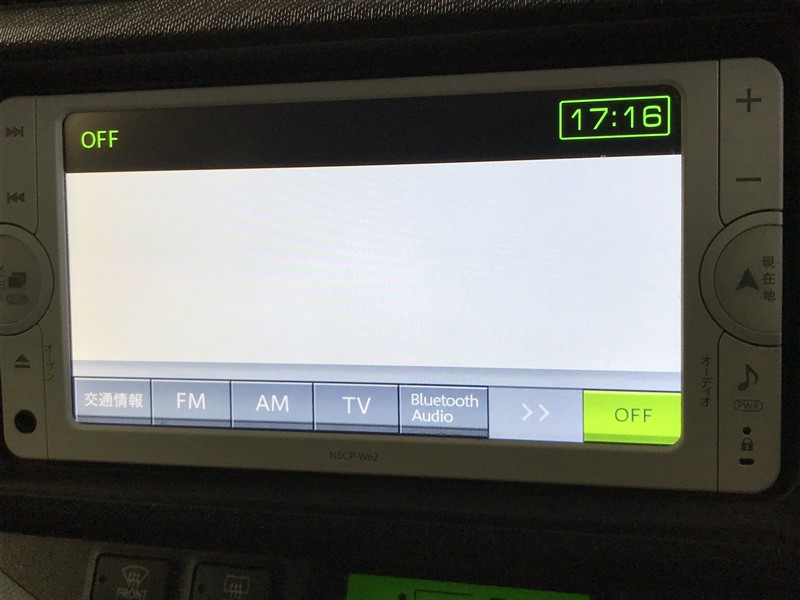 OFF
17:16
交通情報
FM
AM
TV
Bluetooth
Audio
>>
OFF
NSCP-W62
オープン
現在地
オーディオ
PWR
FRONT